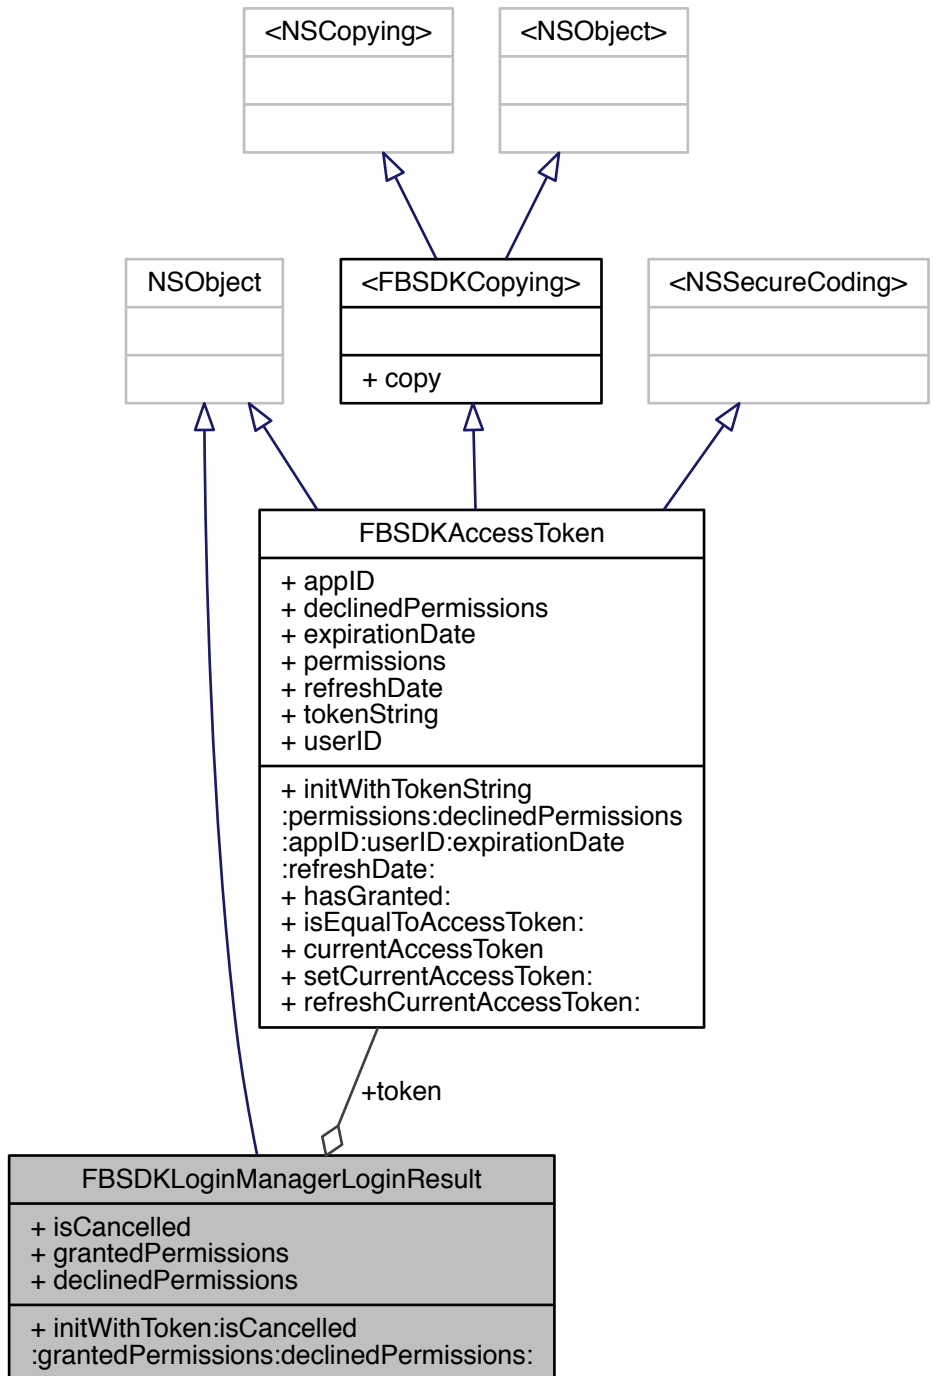 <NSCopying>
<NSObject>
NSObject
<FBSDKCopying>
+ copy
<NSSecureCoding>
FBSDKAccessToken
+ appID
+ declinedPermissions
+ expirationDate
+ permissions
+ refreshDate
+ tokenString
+ userID
+ initWithTokenString
:permissions:declinedPermissions
:appID:userID:expirationDate
:refreshDate:
+ hasGranted:
+ isEqualToAccessToken:
+ currentAccessToken
+ setCurrentAccessToken:
+ refreshCurrentAccessToken:
+token
FBSDKLoginManagerLoginResult
+ isCancelled
+ grantedPermissions
+ declinedPermissions
+ initWithToken:isCancelled
:grantedPermissions:declinedPermissions: